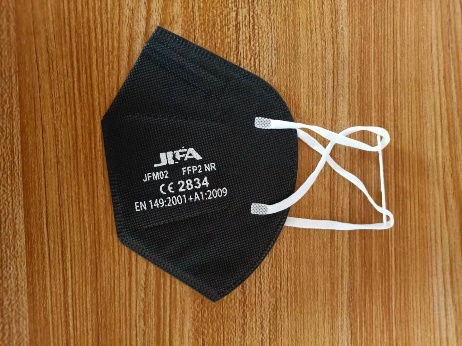 JIFA
JFM02 FFP2 NR
CE 2834
EN 149:2001+A1:2009